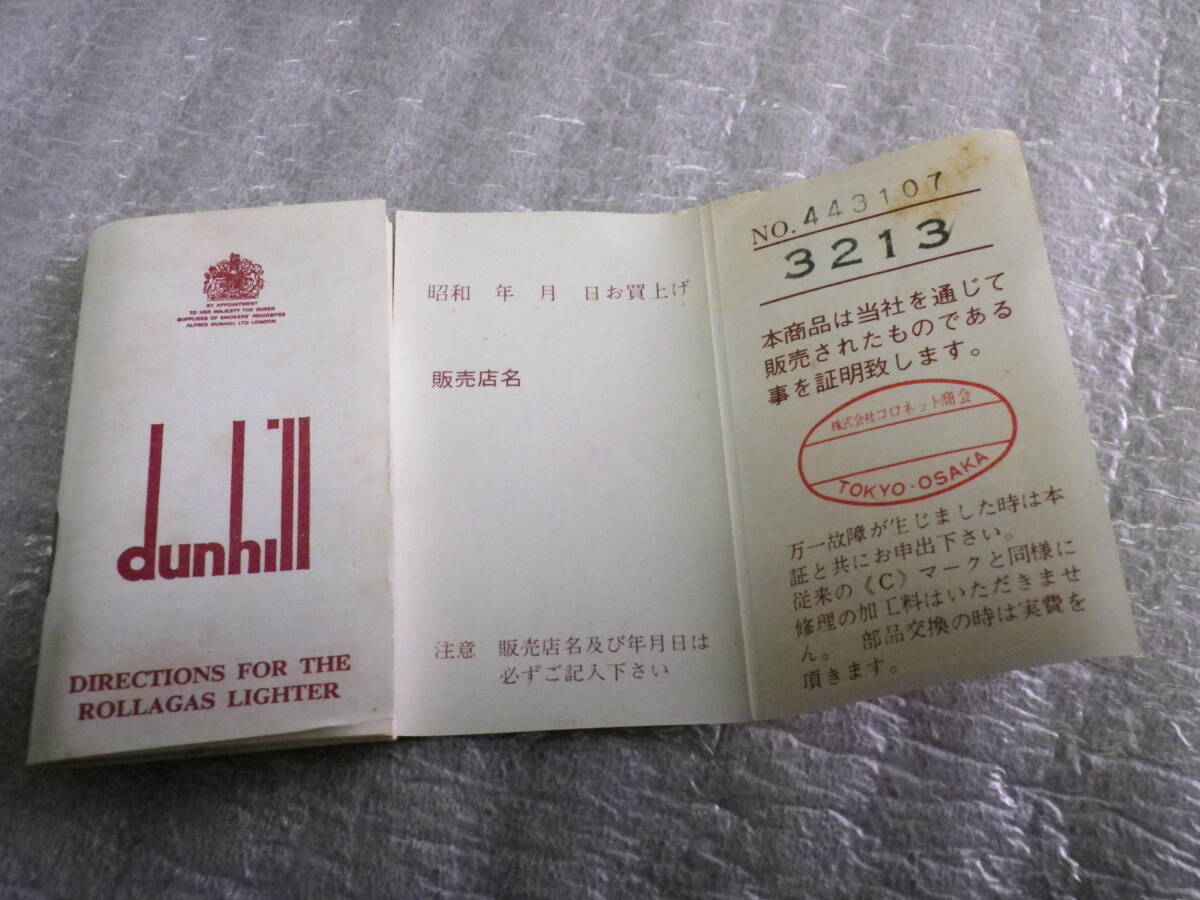 BY APPOINTMENT
TO HER MAJESTY THE QUEEN
SUPPLIERS OF SMOKERS' REQUISITES
ALFRED DUNHILL LTD LONDON
dunhill
DIRECTIONS FOR THE
ROLLAGAS LIGHTER
昭和 年 月 日お買上げ
販売店名
注意 販売店名及び年月日は
必ずご記入下さい
NO. 443107
3213
本商品は当社を通じて
販売されたものである
事を証明致します。
株式会社コロネット商会
TOKYO・OSAKA
万一故障が生じました時は本
証と共にお申出下さい。
従来の《C》マークと同様に
修理の加工料はいただきませ
ん。 部品交換の時は実費を
頂きます。